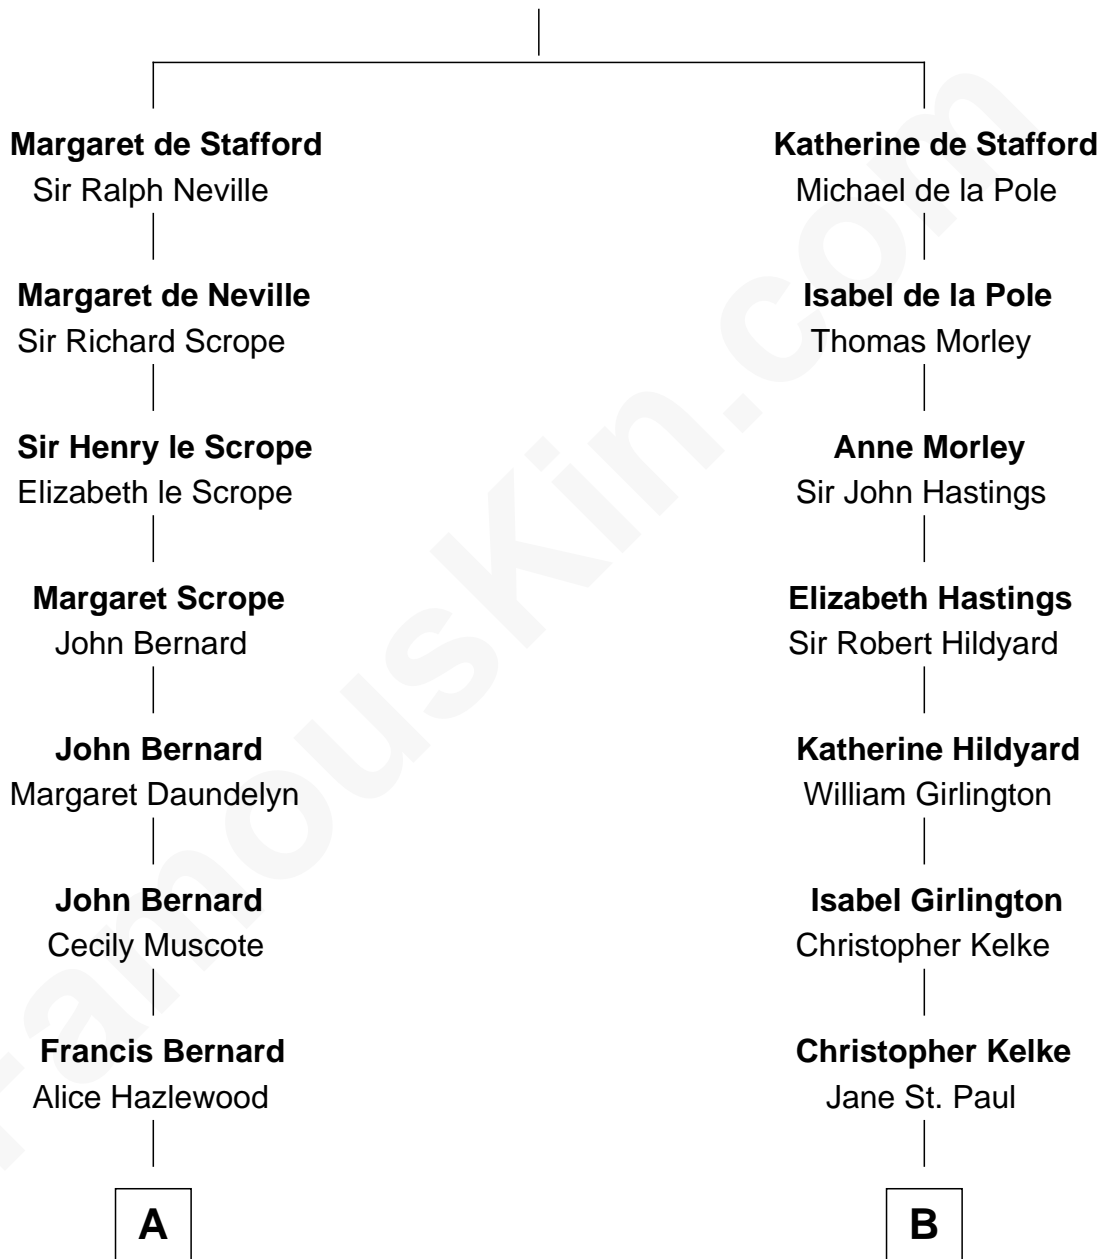 Margaret de Stafford
Sir Ralph Neville
Margaret de Neville
Sir Richard Scrope
Sir Henry le Scrope
Elizabeth le Scrope
Margaret Scrope
John Bernard
John Bernard
Margaret Daundelyn
John Bernard
Cecily Muscote
Francis Bernard
Alice Hazlewood
A
Katherine de Stafford
Michael de la Pole
Isabel de la Pole
Thomas Morley
Anne Morley
Sir John Hastings
Elizabeth Hastings
Sir Robert Hildyard
Katherine Hildyard
William Girlington
Isabel Girlington
Christopher Kelke
Christopher Kelke
Jane St. Paul
B
FamousKin.com